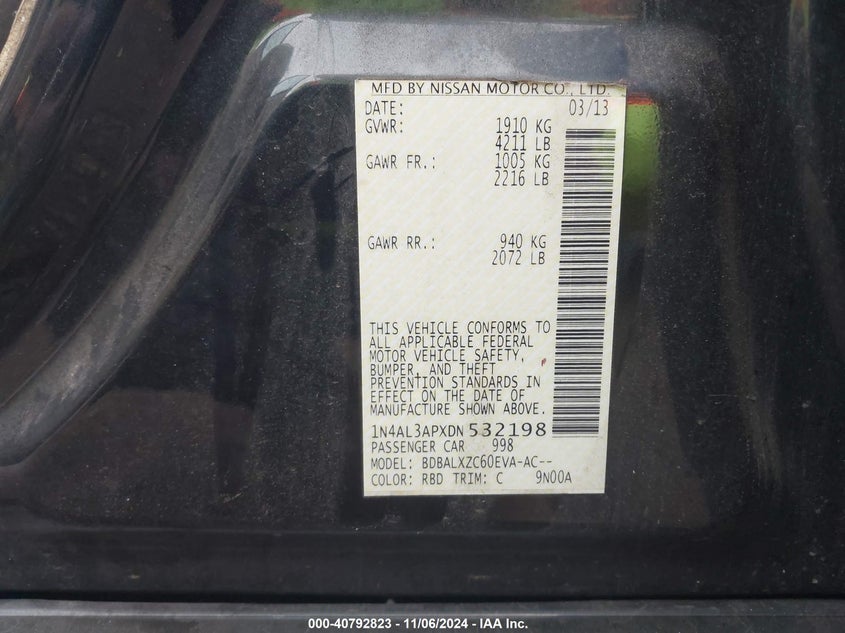 MFD BY NISSAN MOTOR CO., LTD.
DATE: 03/13
GVWR: 1910 KG
4211 LB
GAWR FR.: 1005 KG
2216 LB
GAWR RR.: 940 KG
2072 LB
THIS VEHICLE CONFORMS TO
ALL APPLICABLE FEDERAL
MOTOR VEHICLE SAFETY,
BUMPER, AND THEFT
PREVENTION STANDARDS IN
EFFECT ON THE DATE OF
MANUFACTURE SHOWN ABOVE.
1N4AL3APXDN532198
PASSENGER CAR 998
MODEL: BDBALXZC60EVA-AC--
COLOR: RBD TRIM: C 9N00A
000-40792823 - 11/06/2024 - IAA Inc.